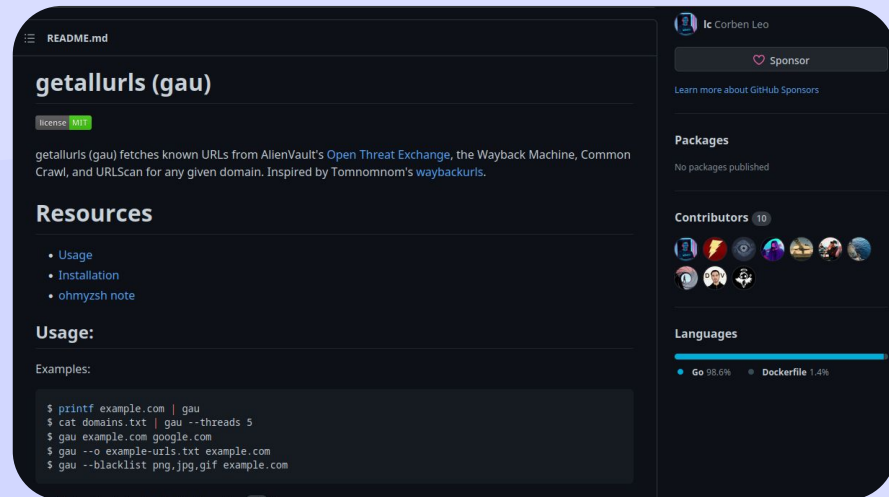 README.md
getallurls (gau)
license MIT
getallurls (gau) fetches known URLs from AlienVault's Open Threat Exchange, the Wayback Machine, Common
Crawl, and URLScan for any given domain. Inspired by Tomnomnom's waybackurls.
Resources
• Usage
• Installation
• ohmyzsh note
Usage:
Examples:
$ printf example.com | gau
$ cat domains.txt | gau --threads 5
$ gau example.com google.com
$ gau --o example-urls.txt example.com
$ gau --blacklist png,jpg,gif example.com
lc Corben Leo
Sponsor
Learn more about GitHub Sponsors
Packages
No packages published
Contributors 10
Languages
Go 98.6% Dockerfile 1.4%